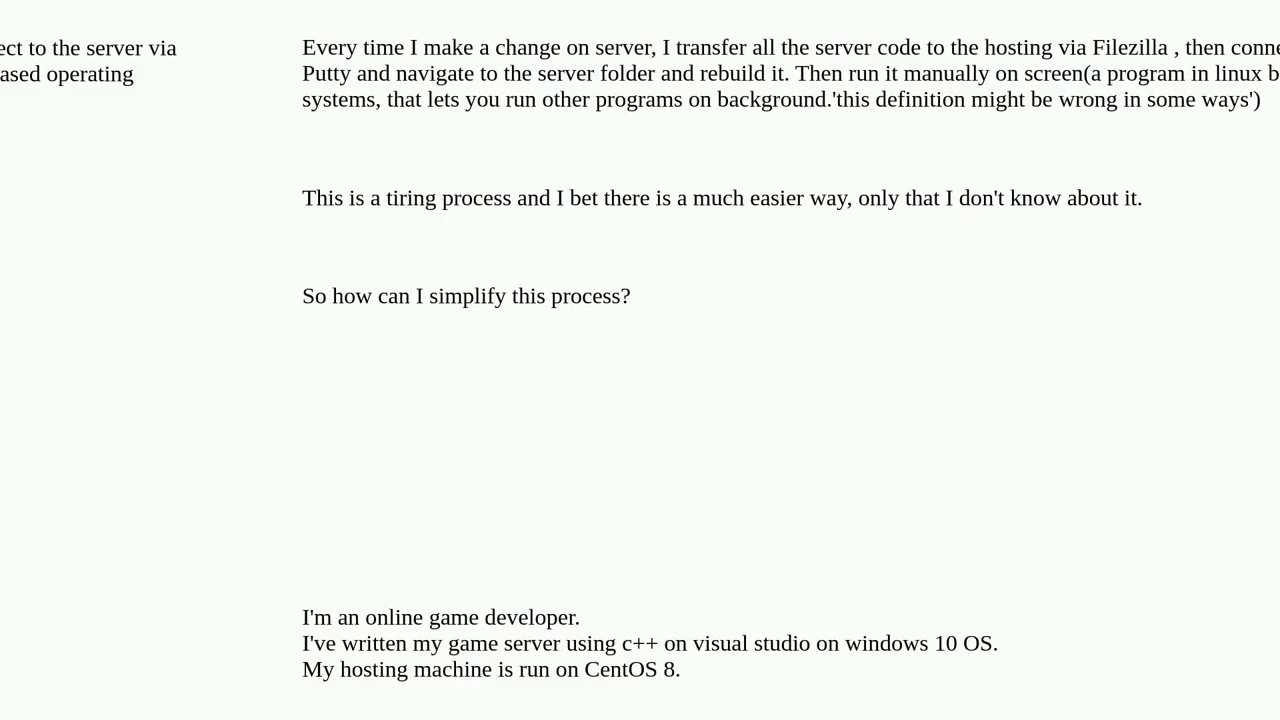 ect to the server via
ased operating
Every time I make a change on server, I transfer all the server code to the hosting via Filezilla , then conne
Putty and navigate to the server folder and rebuild it. Then run it manually on screen(a program in linux b
systems, that lets you run other programs on background.'this definition might be wrong in some ways')
This is a tiring process and I bet there is a much easier way, only that I don't know about it.
So how can I simplify this process?
I'm an online game developer.
I've written my game server using c++ on visual studio on windows 10 OS.
My hosting machine is run on CentOS 8.